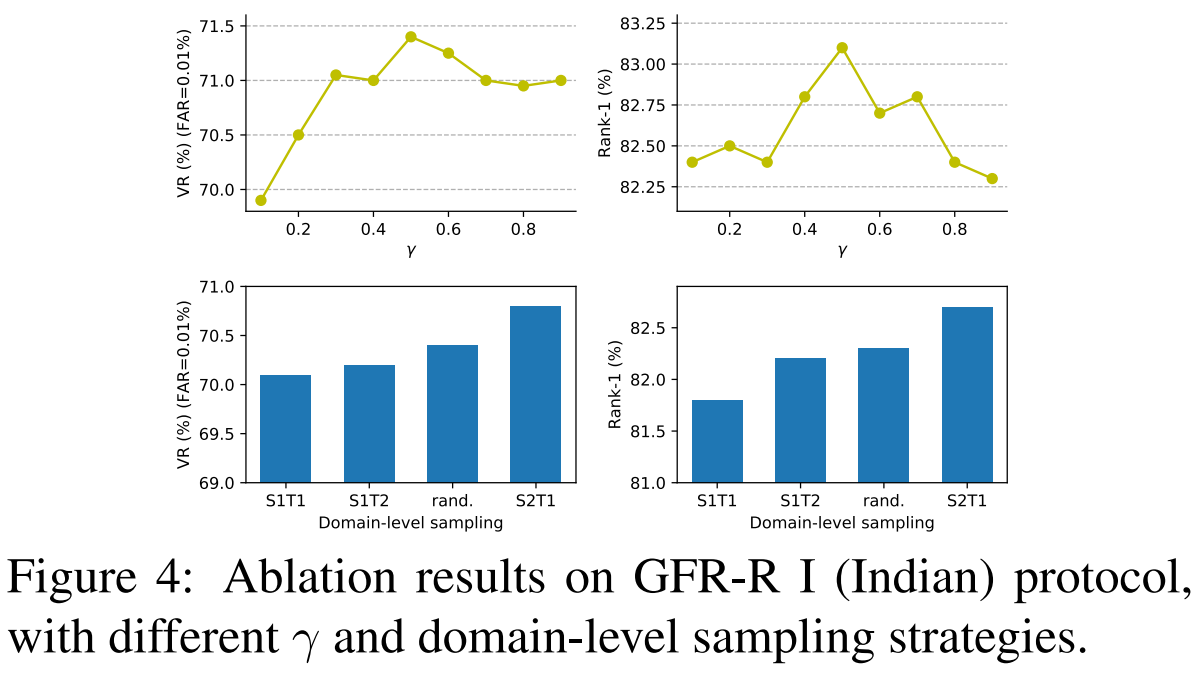 71.5
71.0
70.5
70.0
VR (%) (FAR=0.01%)
0.2 0.4 0.6 0.8
γ
83.25
83.00
82.75
82.50
82.25
Rank-1 (%)
0.2 0.4 0.6 0.8
γ
71.0
70.5
70.0
69.5
69.0
VR (%) (FAR=0.01%)
S1T1 S1T2 rand. S2T1
Domain-level sampling
82.5
82.0
81.5
81.0
Rank-1 (%)
S1T1 S1T2 rand. S2T1
Domain-level sampling
Figure 4: Ablation results on GFR-R I (Indian) protocol,
with different γ and domain-level sampling strategies.